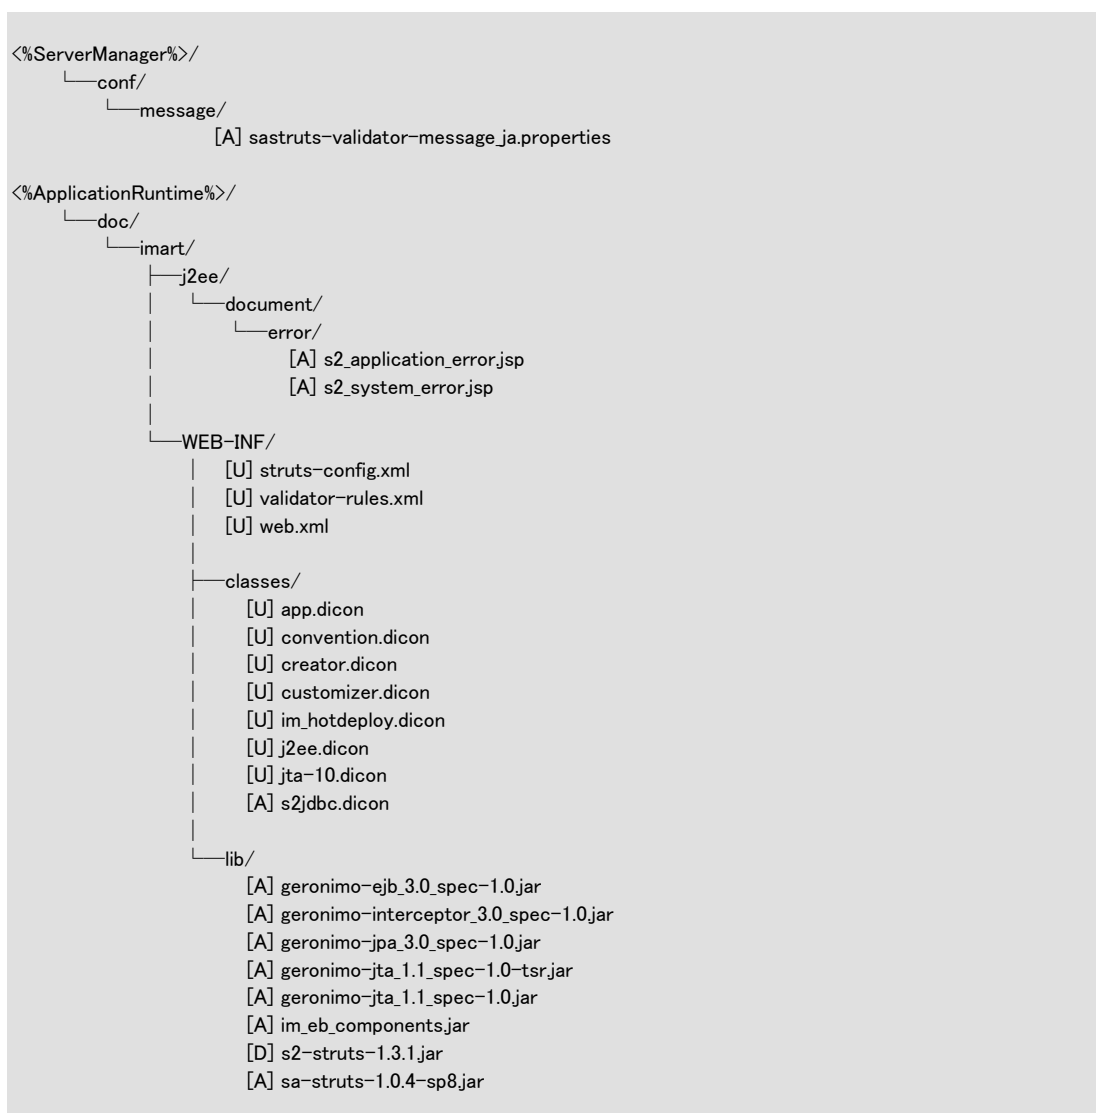 <%ServerManager%>/
└──conf/
└──message/
[A] sastruts-validator-message_ja.properties
<%ApplicationRuntime%>/
└──doc/
└──imart/
├──j2ee/
│ └──document/
│ └──error/
│ [A] s2_application_error.jsp
│ [A] s2_system_error.jsp
│
└──WEB-INF/
│ [U] struts-config.xml
│ [U] validator-rules.xml
│ [U] web.xml
│
├──classes/
│ [U] app.dicon
│ [U] convention.dicon
│ [U] creator.dicon
│ [U] customizer.dicon
│ [U] im_hotdeploy.dicon
│ [U] j2ee.dicon
│ [U] jta-10.dicon
│ [A] s2jdbc.dicon
│
└──lib/
[A] geronimo-ejb_3.0_spec-1.0.jar
[A] geronimo-interceptor_3.0_spec-1.0.jar
[A] geronimo-jpa_3.0_spec-1.0.jar
[A] geronimo-jta_1.1_spec-1.0-tsr.jar
[A] geronimo-jta_1.1_spec-1.0.jar
[A] im_eb_components.jar
[D] s2-struts-1.3.1.jar
[A] sa-struts-1.0.4-sp8.jar